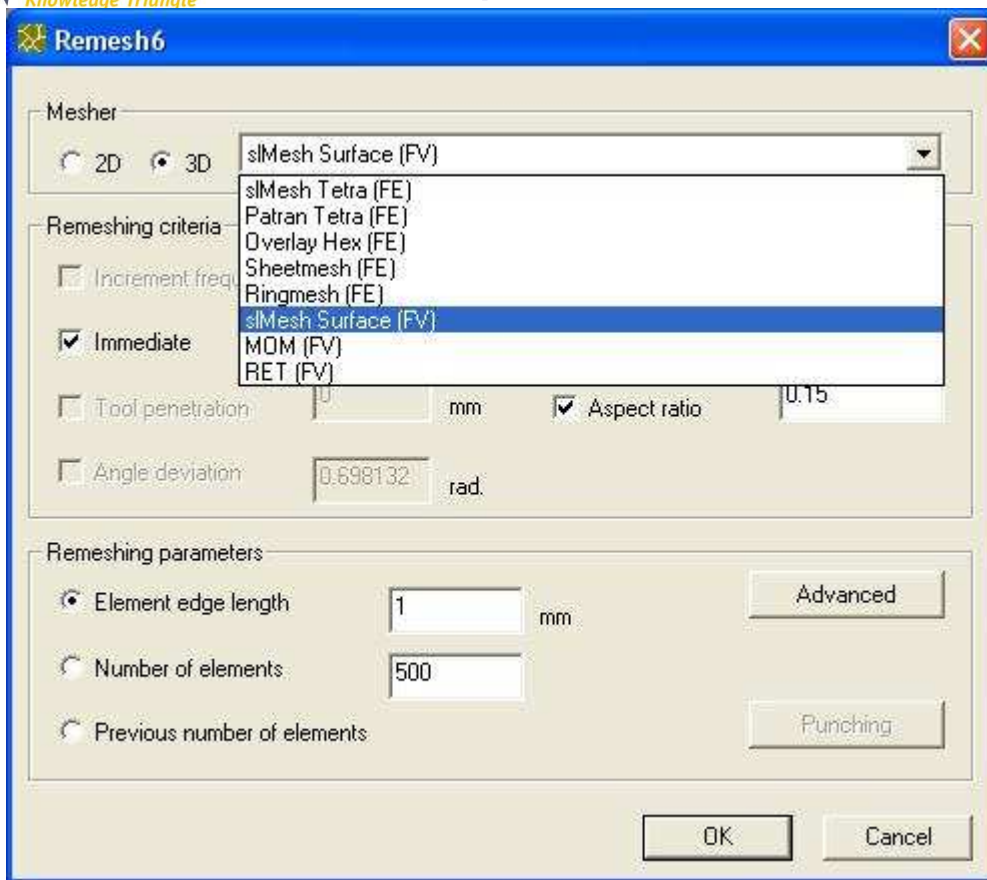 Knowledge Triangle
Remesh6
Mesher
2D
3D
slMesh Surface (FV)
slMesh Tetra (FE)
Patran Tetra (FE)
Overlay Hex (FE)
Sheetmesh (FE)
Ringmesh (FE)
slMesh Surface (FV)
MOM (FV)
RET (FV)
Remeshing criteria
Increment frequ
Immediate
Tool penetration
0
mm
Aspect ratio
0.15
Angle deviation
0.698132
rad.
Remeshing parameters
Element edge length
1
mm
Advanced
Number of elements
500
Previous number of elements
Punching
OK
Cancel